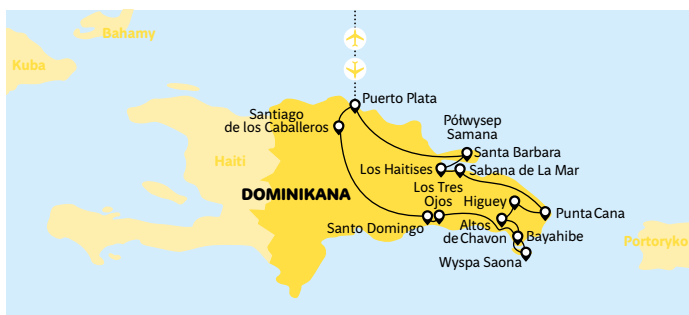 Bahamy
Kuba
Puerto Plata
Santiago
de los Caballeros
Półwysep
Samana
Santa Barbara
Haiti
Los Haitises
Sabana de La Mar
DOMINIKANA
Los Tres
Ojos
Higuey
Punta Cana
Santo Domingo
Altos
de Chavon
Bayahibe
Portoryko
Wyspa Saona